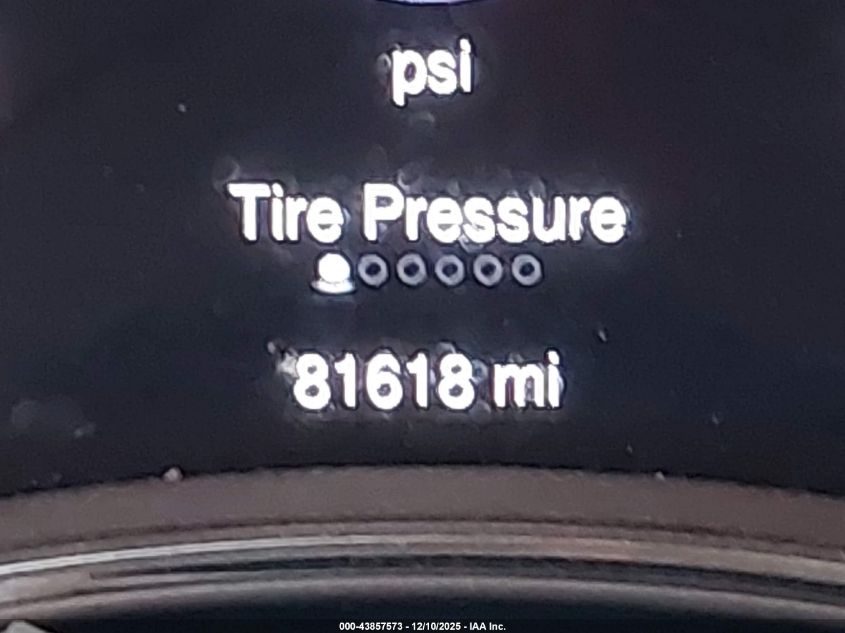 psi
Tire Pressure
81618 mi
000-43857573 - 12/10/2025 - IAA Inc.